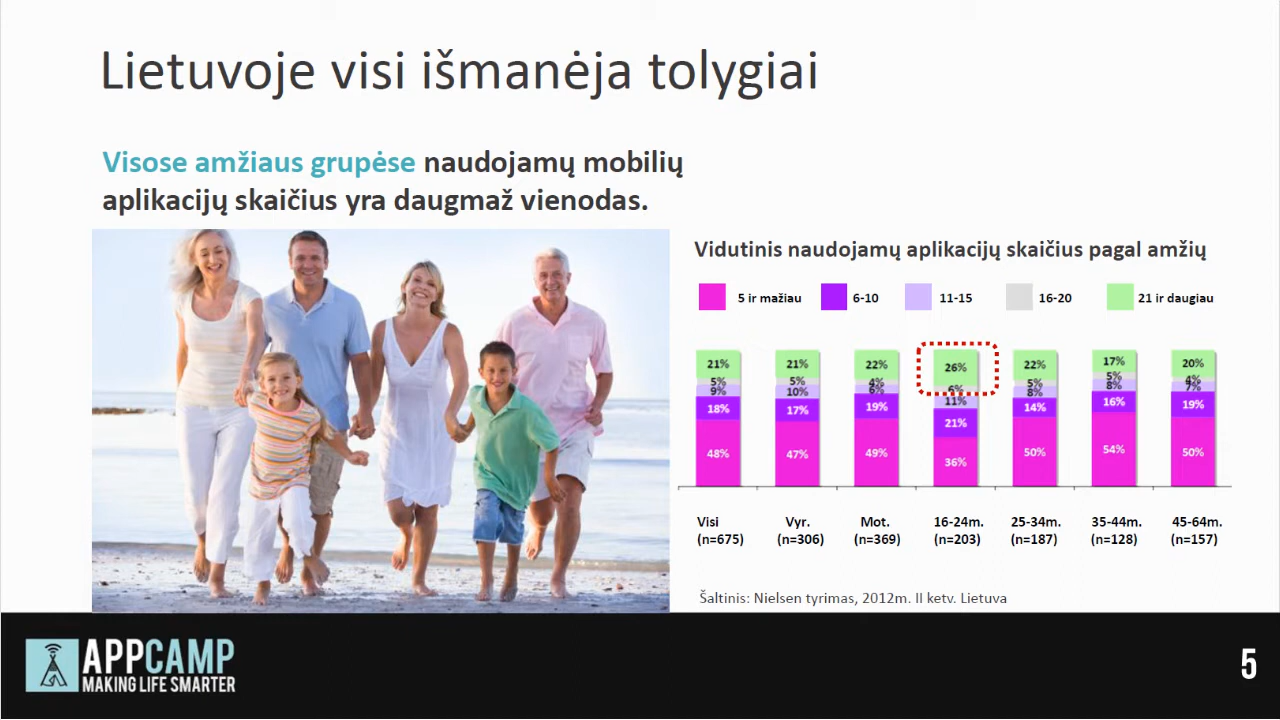 Lietuvoje visi išmanėja tolygiai
Visose amžiaus grupėse naudojamų mobilių
aplikacijų skaičius yra daugmaž vienodas.
Vidutinis naudojamų aplikacijų skaičius pagal amžių
5 ir mažiau 6-10 11-15 16-20 21 ir daugiau
21% 21% 22% 26% 22% 17% 20%
5% 5% 4% 6% 5% 5% 4%
9% 10% 6% 11% 8% 8% 7%
18% 17% 19% 21% 14% 16% 19%
48% 47% 49% 36% 50% 54% 50%
Visi Vyr. Mot. 16-24m. 25-34m. 35-44m. 45-64m.
(n=675) (n=306) (n=369) (n=203) (n=187) (n=128) (n=157)
Šaltinis: Nielsen tyrimas, 2012m. II ketv. Lietuva
APPCAMP
MAKING LIFE SMARTER
5